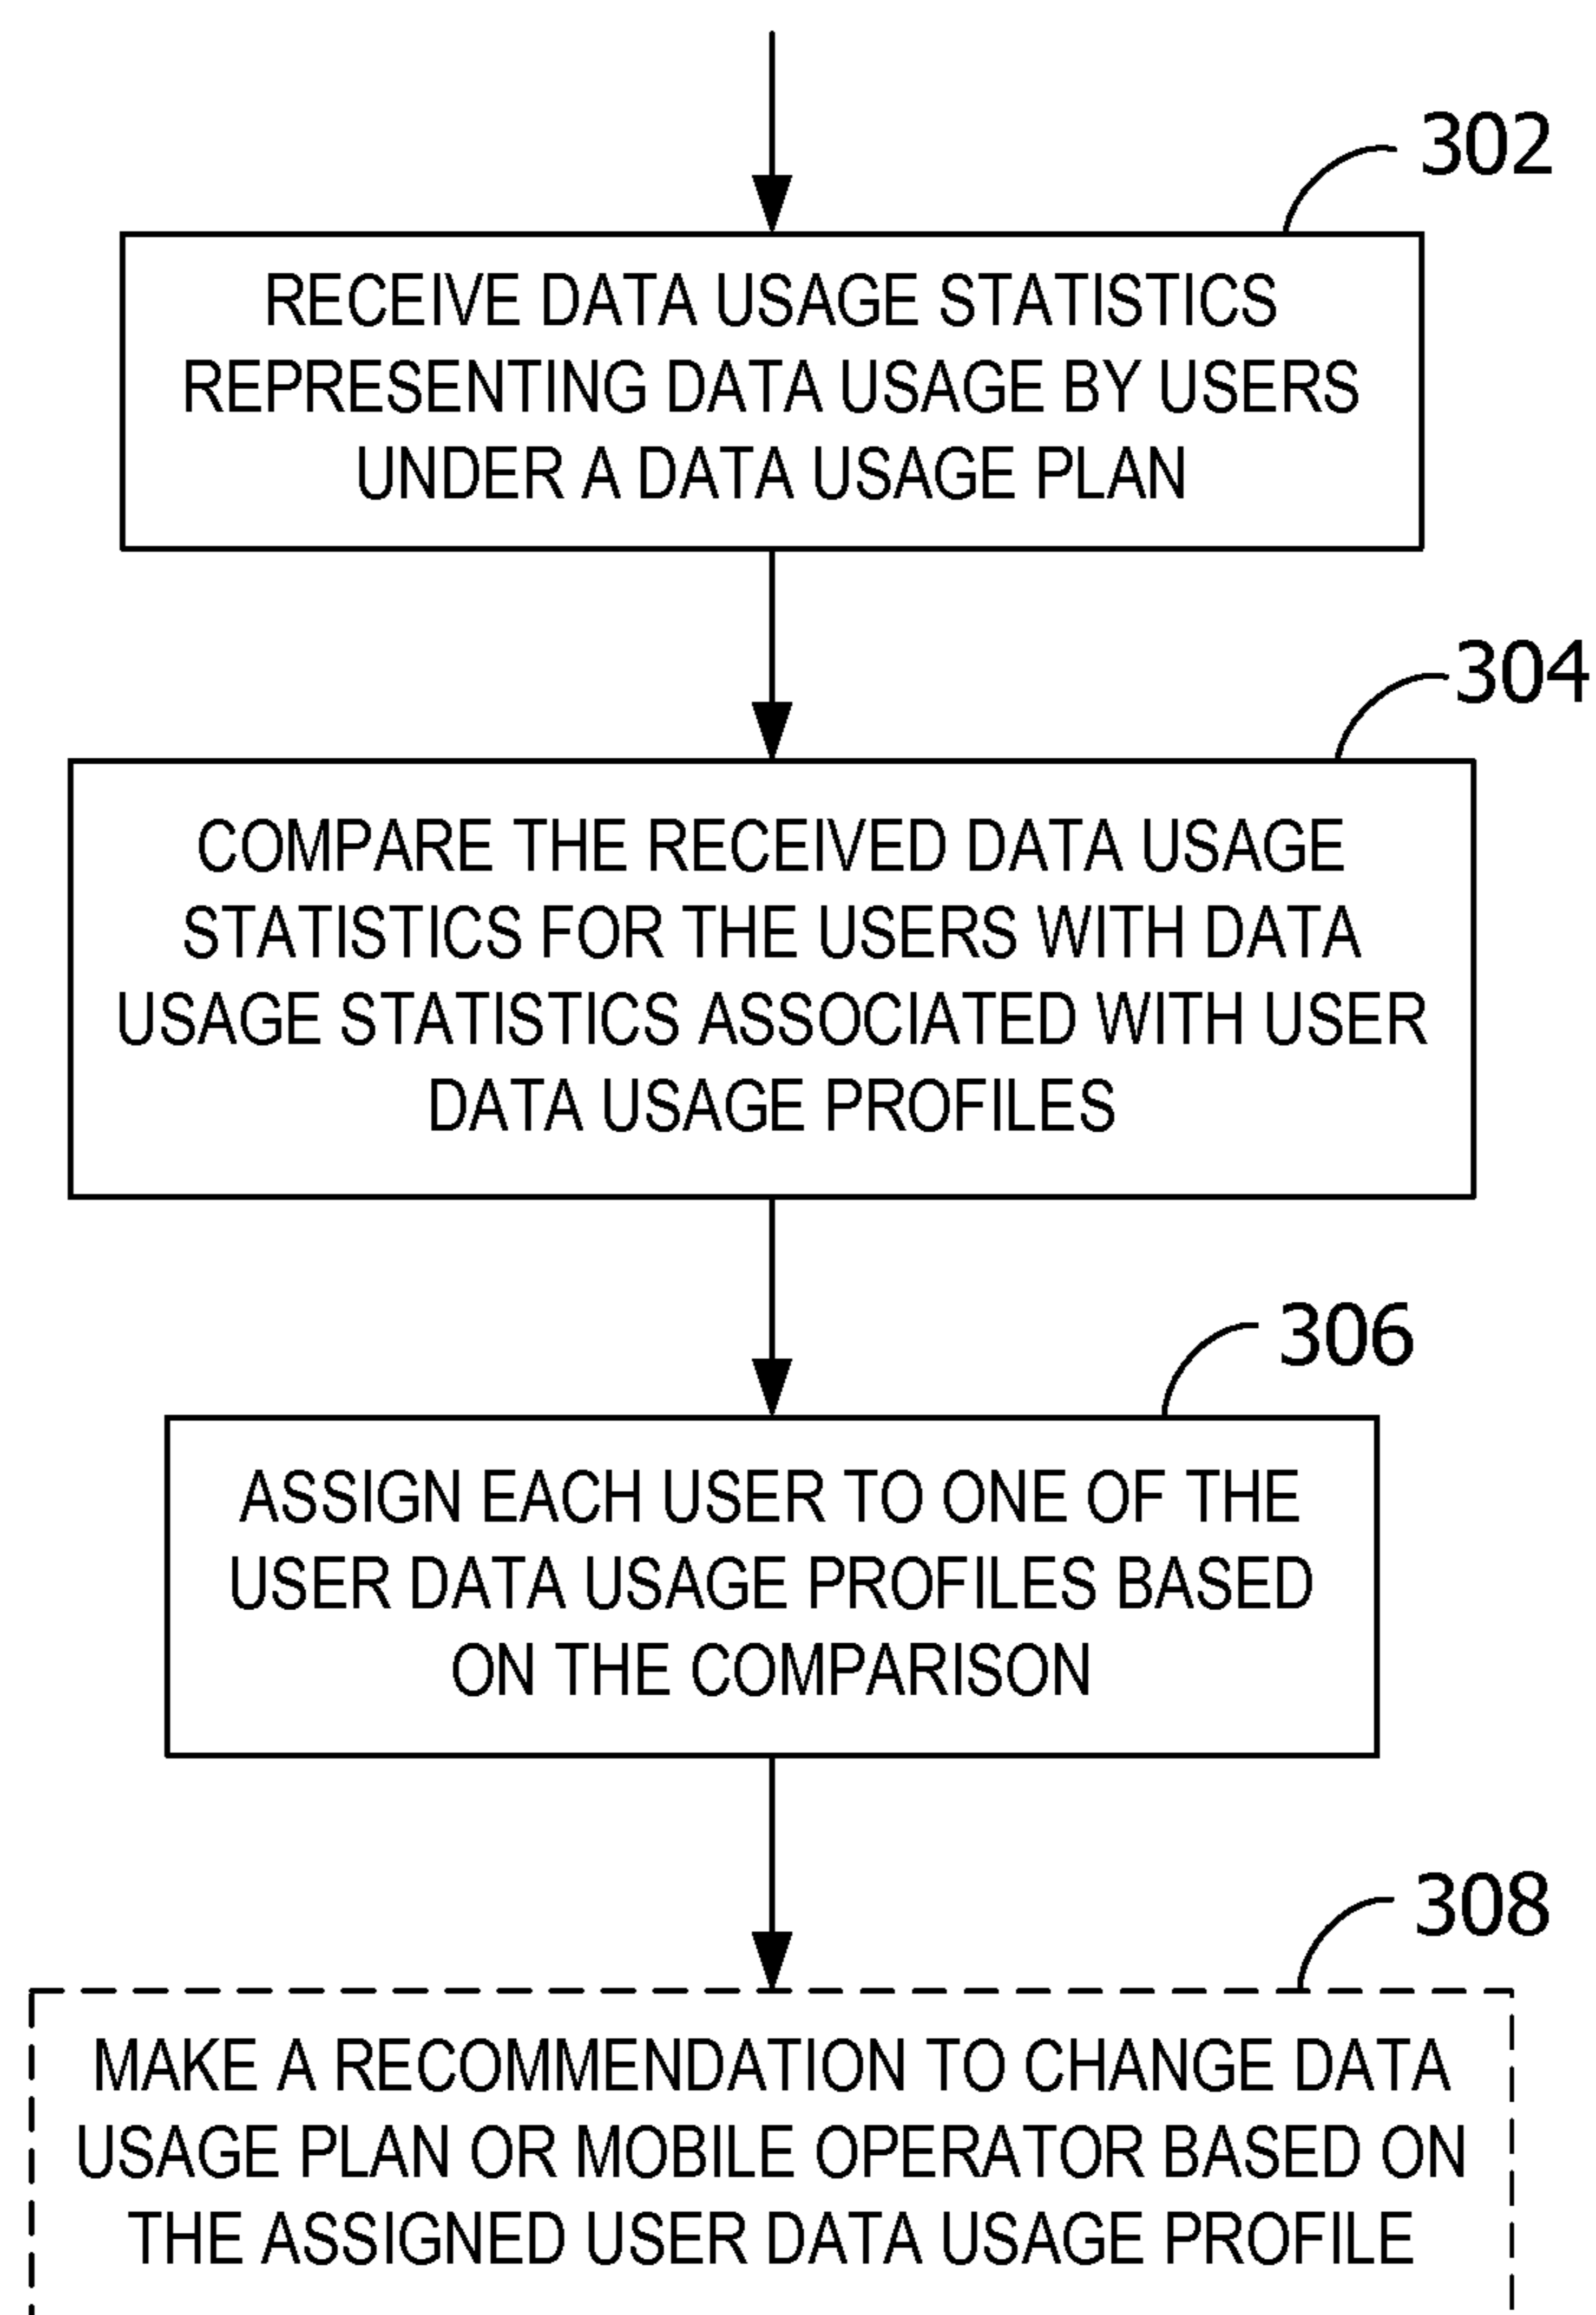 302
RECEIVE DATA USAGE STATISTICS
REPRESENTING DATA USAGE BY USERS
UNDER A DATA USAGE PLAN
304
COMPARE THE RECEIVED DATA USAGE
STATISTICS FOR THE USERS WITH DATA
USAGE STATISTICS ASSOCIATED WITH USER
DATA USAGE PROFILES
306
ASSIGN EACH USER TO ONE OF THE
USER DATA USAGE PROFILES BASED
ON THE COMPARISON
308
MAKE A RECOMMENDATION TO CHANGE DATA
USAGE PLAN OR MOBILE OPERATOR BASED ON
THE ASSIGNED USER DATA USAGE PROFILE